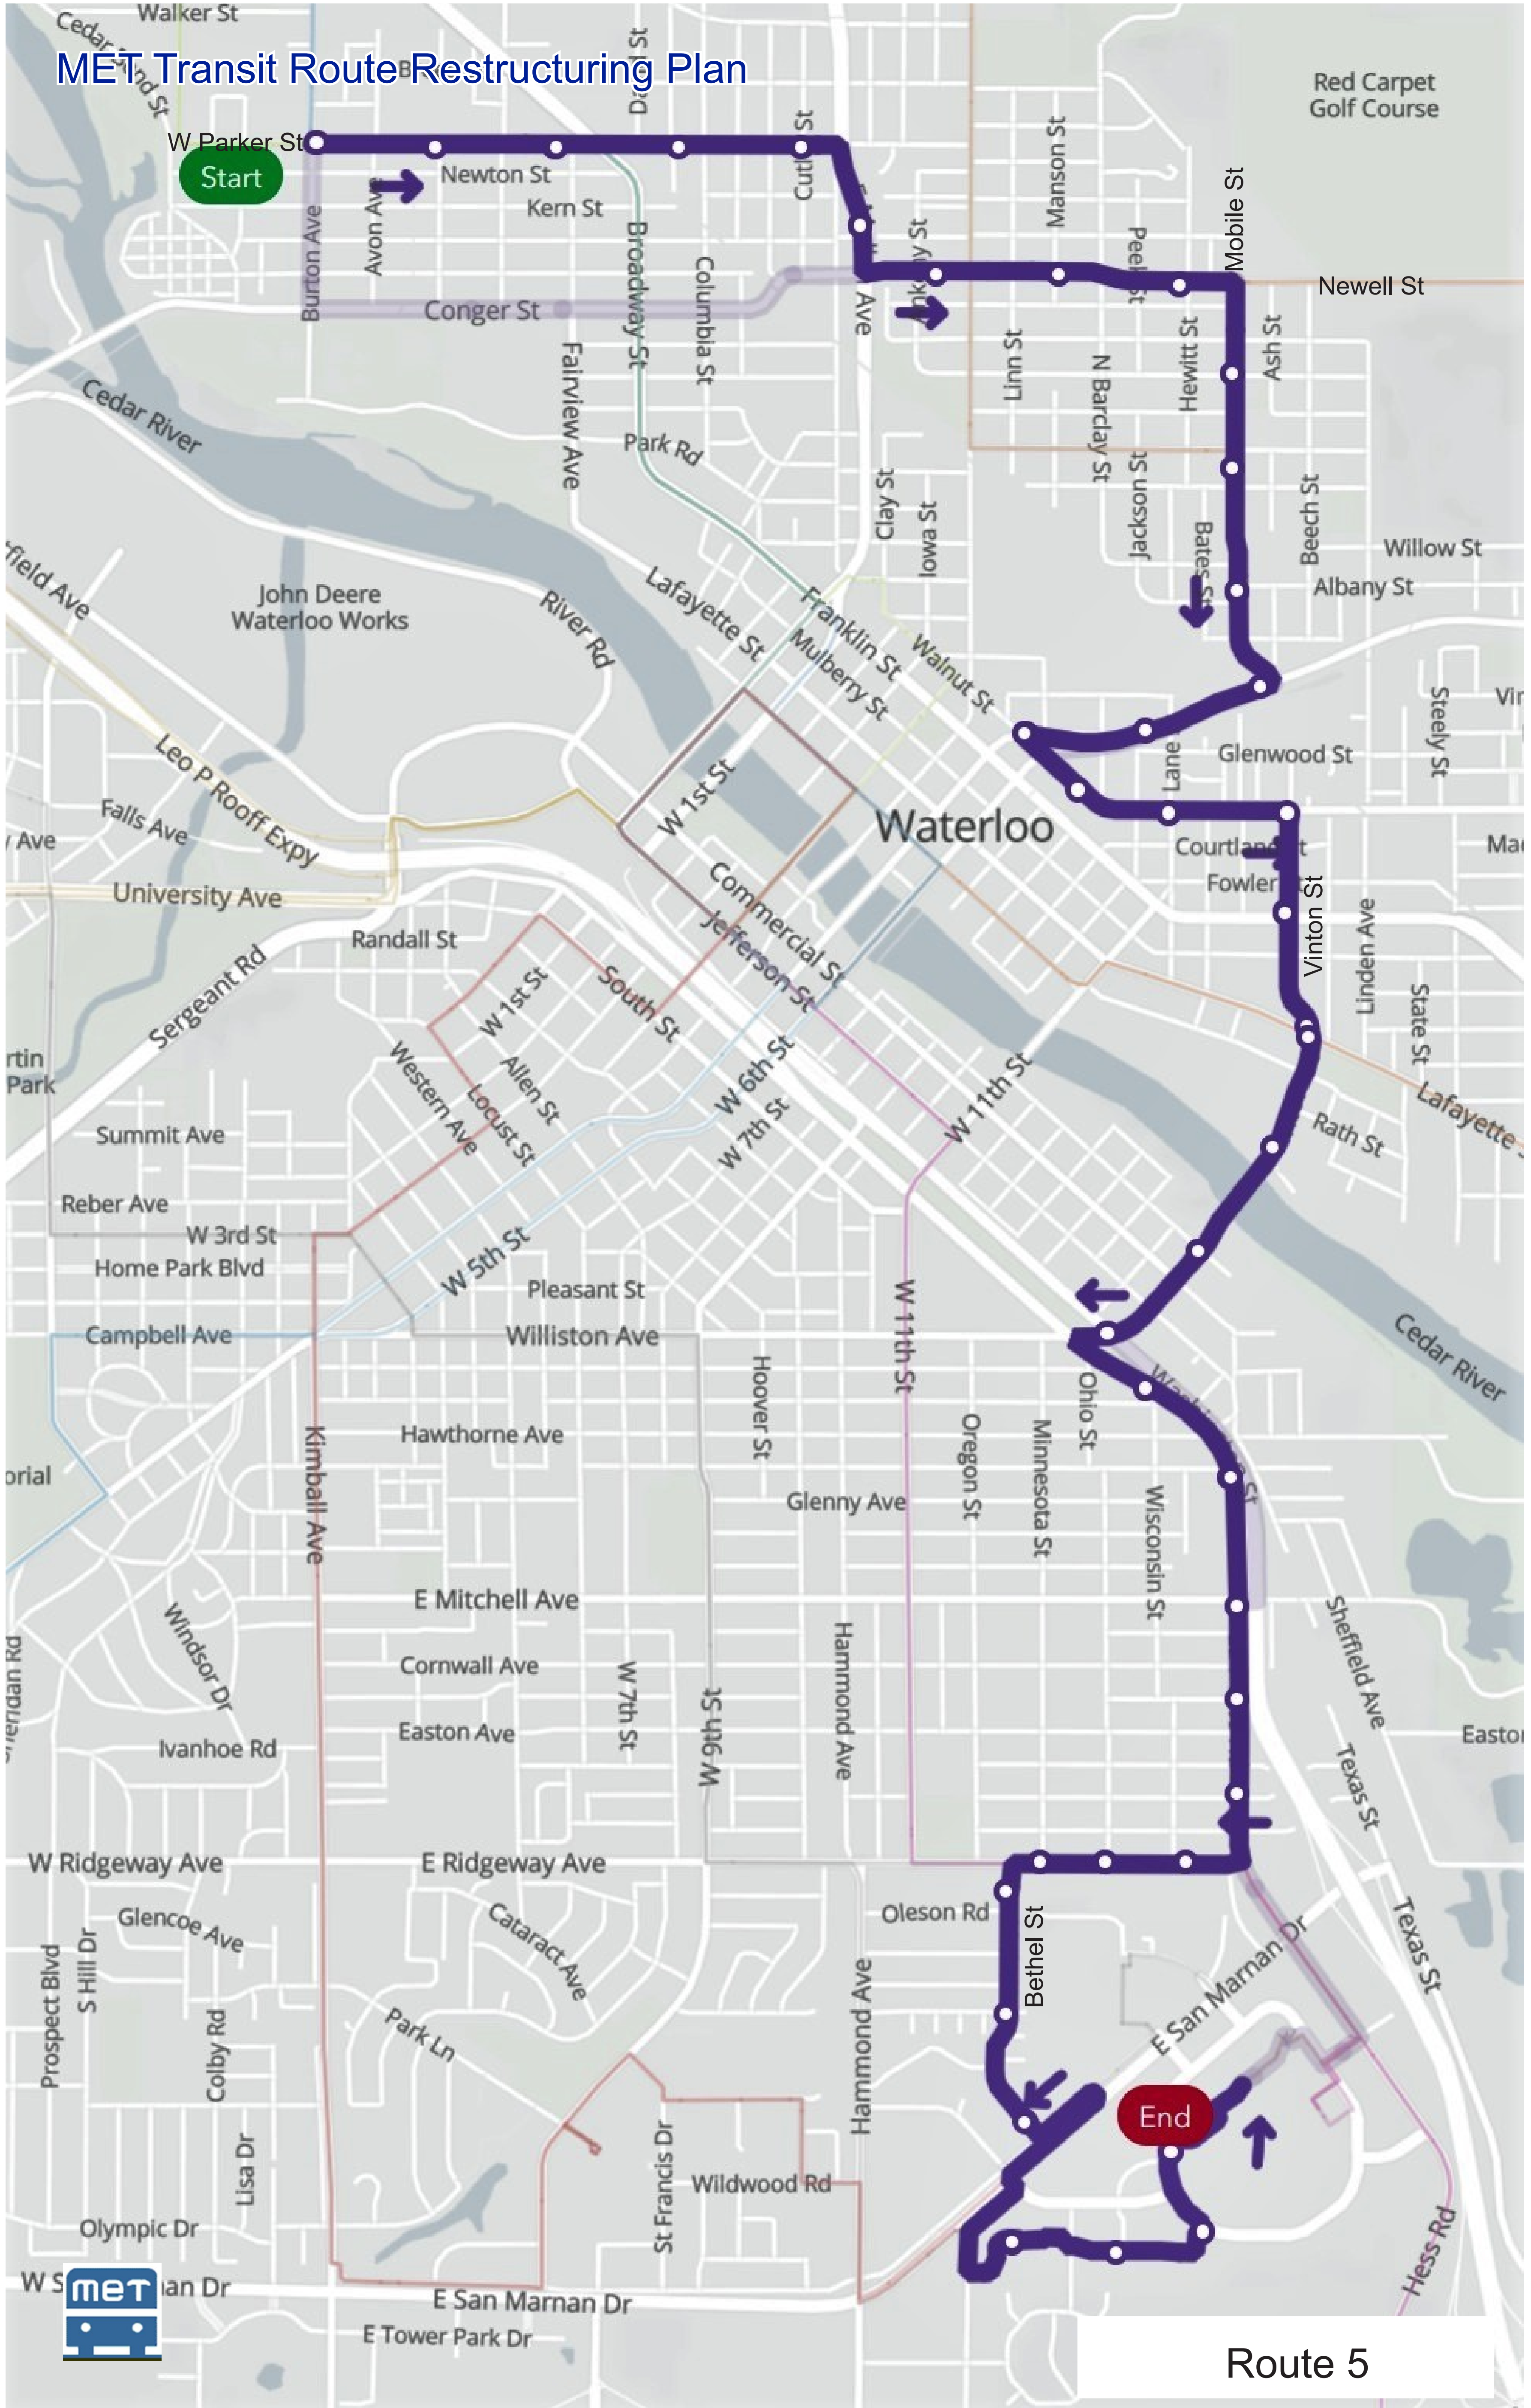 Walker St
Cedar Bend St
MET Transit Route Restructuring Plan
Red Carpet
Golf Course
W Parker St
Start
Newton St
Kern St
Manson St
Mobile St
Avon Ave
Burton Ave
Broadway St
Columbia St
Conger St
Ave
Newell St
Fairview Ave
Linn St
N Barclay St
Hewitt St
Ash St
Cedar River
Park Rd
Clay St
Iowa St
Jackson St
Bates St
Beech St
Willow St
Albany St
John Deere
Waterloo Works
River Rd
Lafayette St
Franklin St
Mulberry St
Walnut St
Steely St
Leo P Rooff Expy
Falls Ave
Glenwood St
Lane
W 1st St
Waterloo
University Ave
Commercial St
Jefferson St
Fowler
Vinton St
Linden Ave
State St
Randall St
Sergeant Rd
W 1st St
South St
Western Ave
Allen St
Locust St
W 6th St
W 7th St
W 11th St
Park
Rath St
Lafayette
Summit Ave
Reber Ave
W 3rd St
Home Park Blvd
W 5th St
Pleasant St
Campbell Ave
Williston Ave
W 11th St
Cedar River
Hoover St
Ohio St
Kimball Ave
Hawthorne Ave
Oregon St
Minnesota St
Washington St
Glenny Ave
Wisconsin St
E Mitchell Ave
Windsor Dr
Cornwall Ave
W 7th St
W 9th St
Hammond Ave
Sheffield Ave
Easton Ave
Ivanhoe Rd
Texas St
W Ridgeway Ave
E Ridgeway Ave
Glencoe Ave
Cataract Ave
Oleson Rd
Bethel St
E San Marnan Dr
Texas St
Prospect Blvd
S Hill Dr
Colby Rd
Park Ln
Hammond Ave
End
Lisa Dr
St Francis Dr
Wildwood Rd
Olympic Dr
Hess Rd
MET
E San Marnan Dr
E Tower Park Dr
Route 5